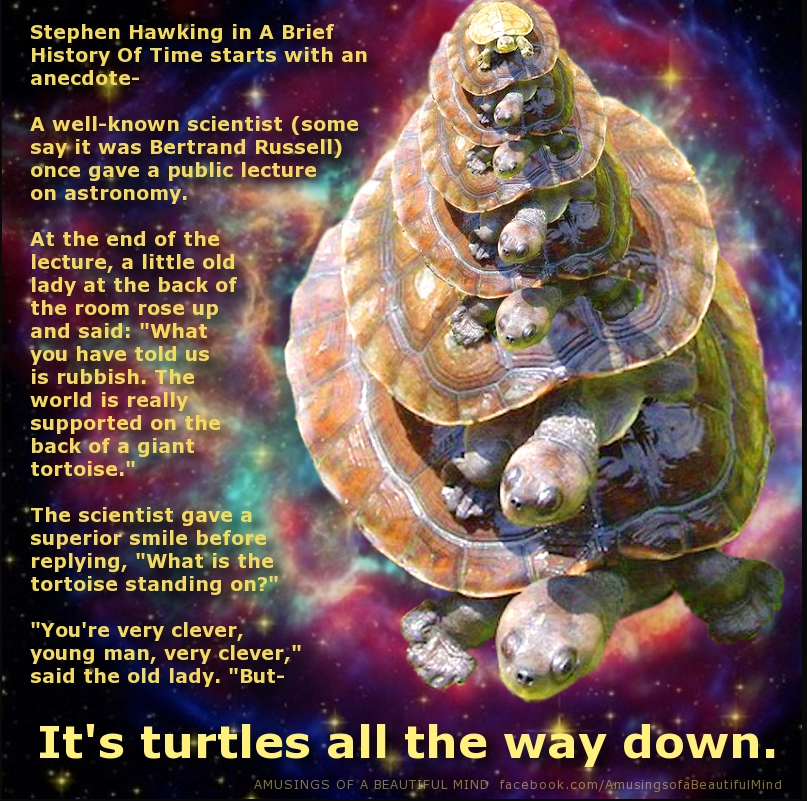 Stephen Hawking in A Brief
History Of Time starts with an
anecdote-
A well-known scientist (some
say it was Bertrand Russell)
once gave a public lecture
on astronomy.
At the end of the
lecture, a little old
lady at the back of
the room rose up
and said: "What
you have told us
is rubbish. The
world is really
supported on the
back of a giant
tortoise."
The scientist gave a
superior smile before
replying, "What is the
tortoise standing on?"
"You're very clever,
young man, very clever,"
said the old lady. "But-
It's turtles all the way down.
AMUSINGS OF A BEAUTIFUL MIND facebook.com/AmusingsofaBeautifulMind